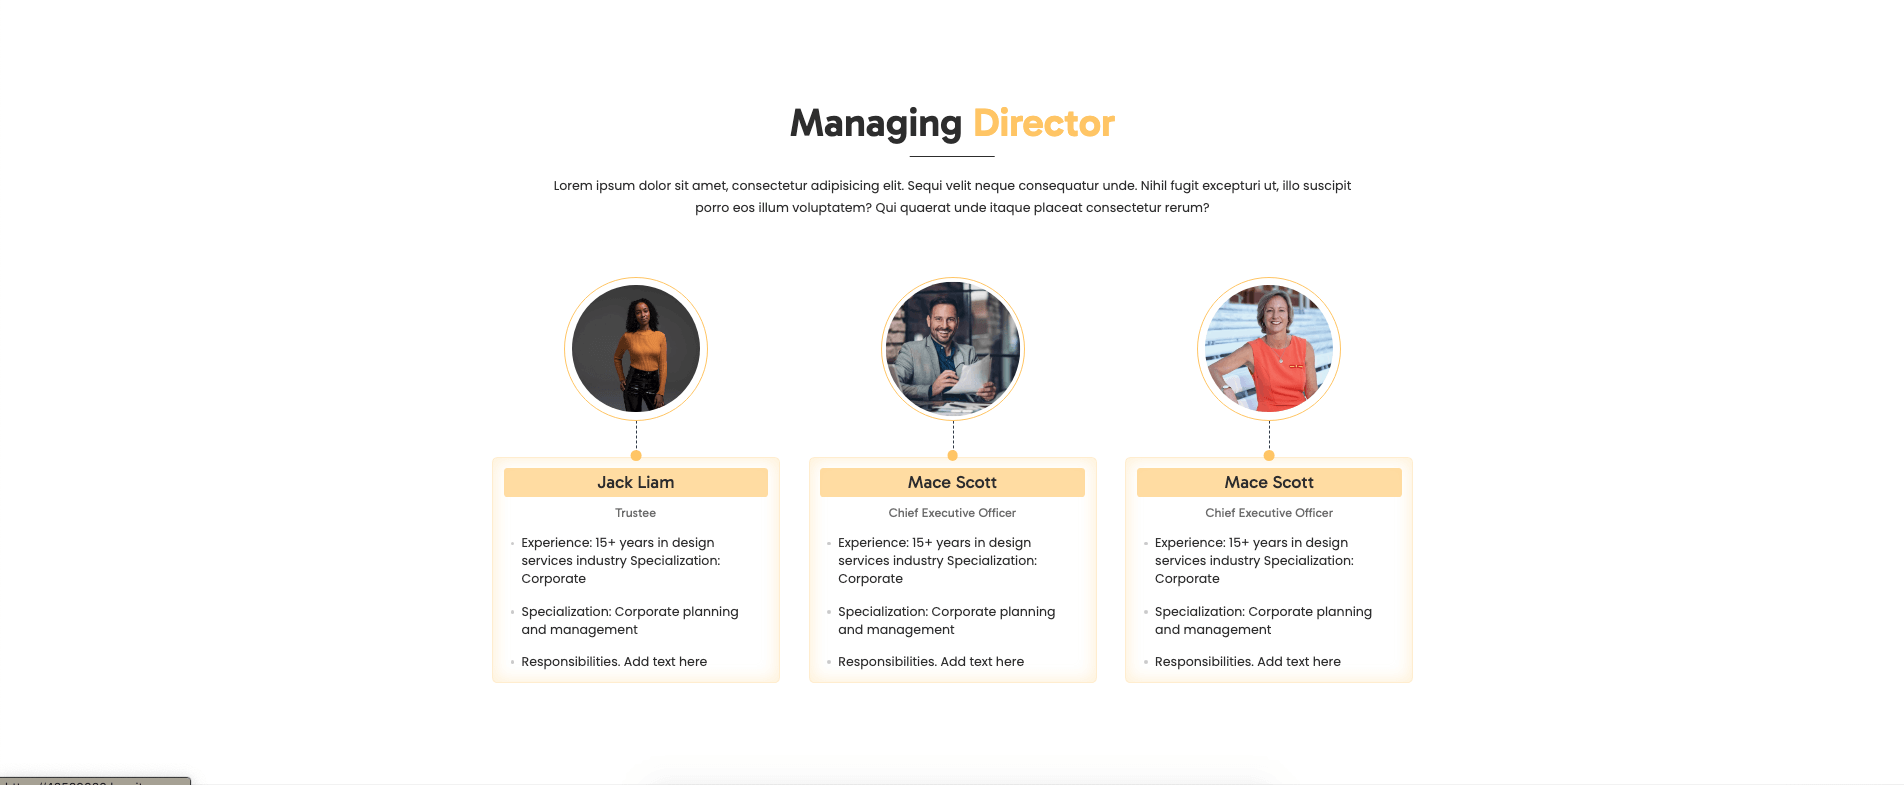 Managing Director
Lorem ipsum dolor sit amet, consectetur adipisicing elit. Sequi velit neque consequatur unde. Nihil fugit excepturi ut, illo suscipit
porro eos illum voluptatem? Qui quaerat unde itaque placeat consectetur rerum?
Jack Liam
Trustee
Experience: 15+ years in design
services industry Specialization:
Corporate
Specialization: Corporate planning
and management
Responsibilities. Add text here
Mace Scott
Chief Executive Officer
Experience: 15+ years in design
services industry Specialization:
Corporate
Specialization: Corporate planning
and management
Responsibilities. Add text here
Mace Scott
Chief Executive Officer
Experience: 15+ years in design
services industry Specialization:
Corporate
Specialization: Corporate planning
and management
Responsibilities. Add text here